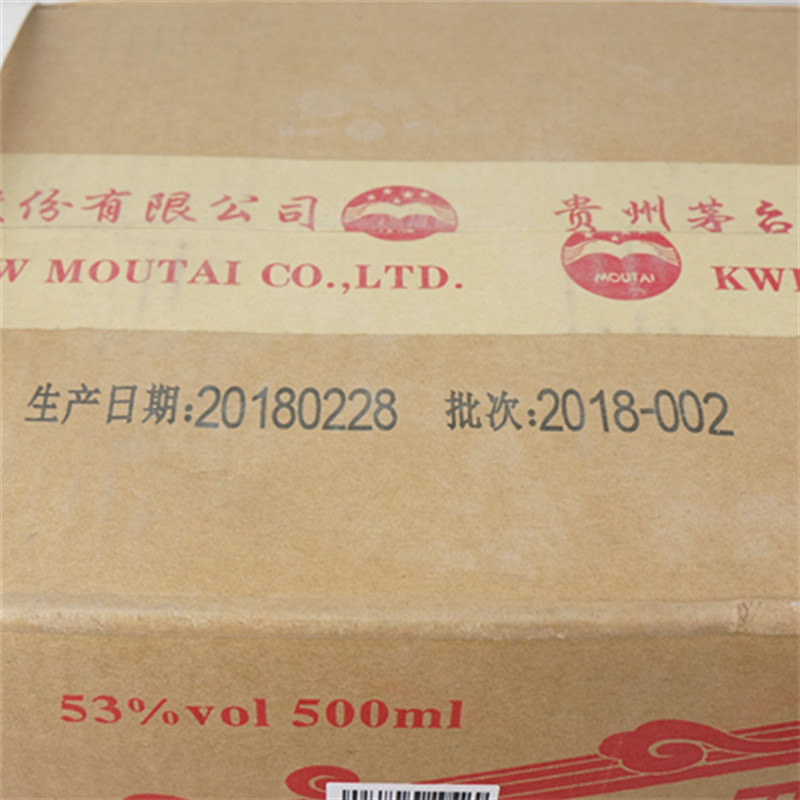 份有限公司 贵州茅台
W MOUTAI CO.,LTD. MOUTAI KW
生产日期:20180228 批次:2018-002
53%vol 500ml